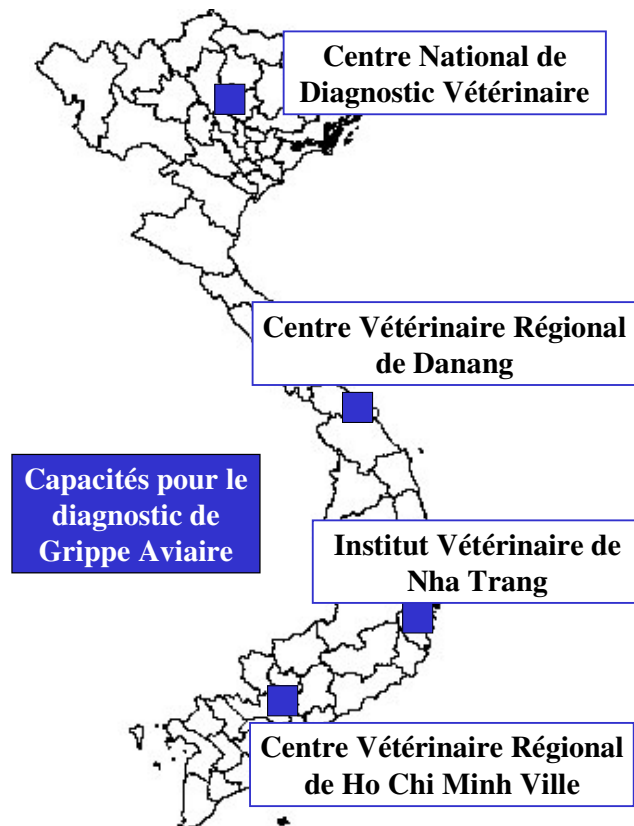 Centre National de
Diagnostic Vétérinaire
Centre Vétérinaire Régional
de Danang
Capacités pour le
diagnostic de
Grippe Aviaire
Institut Vétérinaire de
Nha Trang
Centre Vétérinaire Régional
de Ho Chi Minh Ville